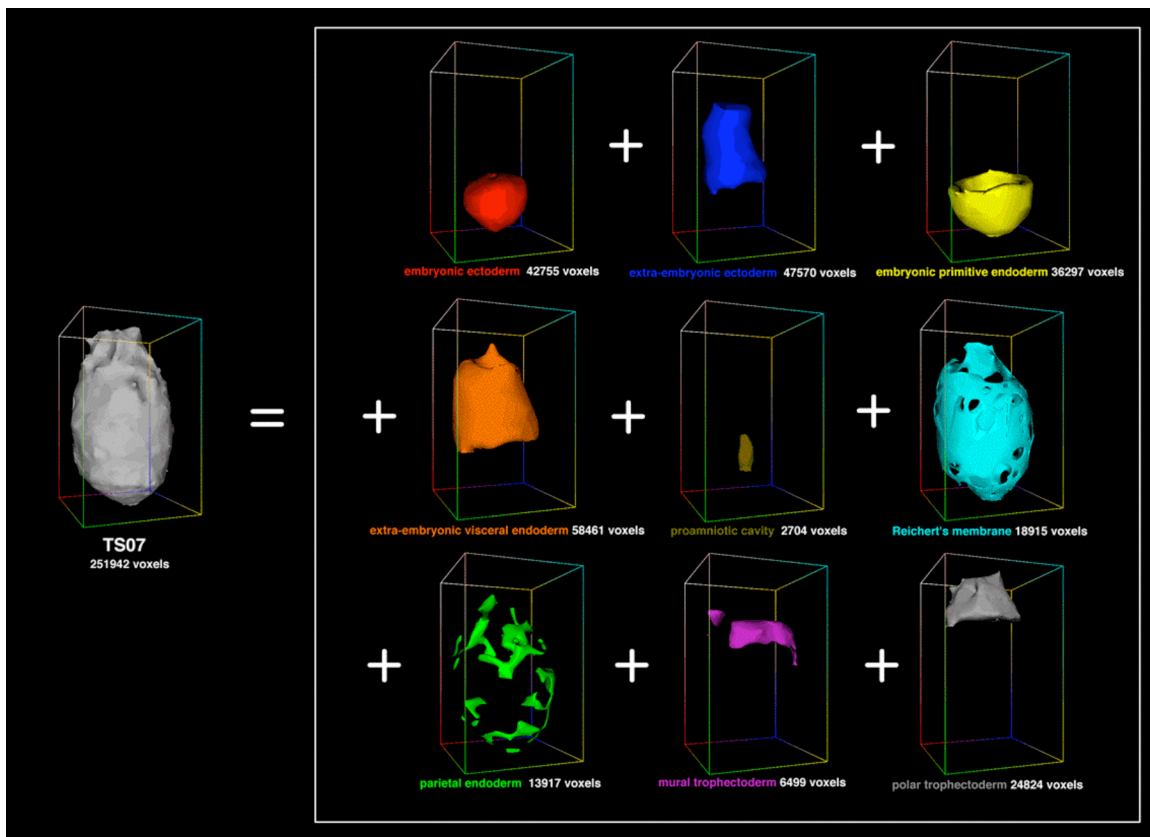 +
+
embryonic ectoderm 42755 voxels
extra-embryonic ectoderm 47570 voxels
embryonic primitive endoderm 36297 voxels
=
+
+
+
extra-embryonic visceral endoderm 58461 voxels
proamniotic cavity 2704 voxels
Reichert's membrane 18915 voxels
TS07
251942 voxels
+
+
+
parietal endoderm 13917 voxels
mural trophectoderm 6499 voxels
polar trophectoderm 24824 voxels